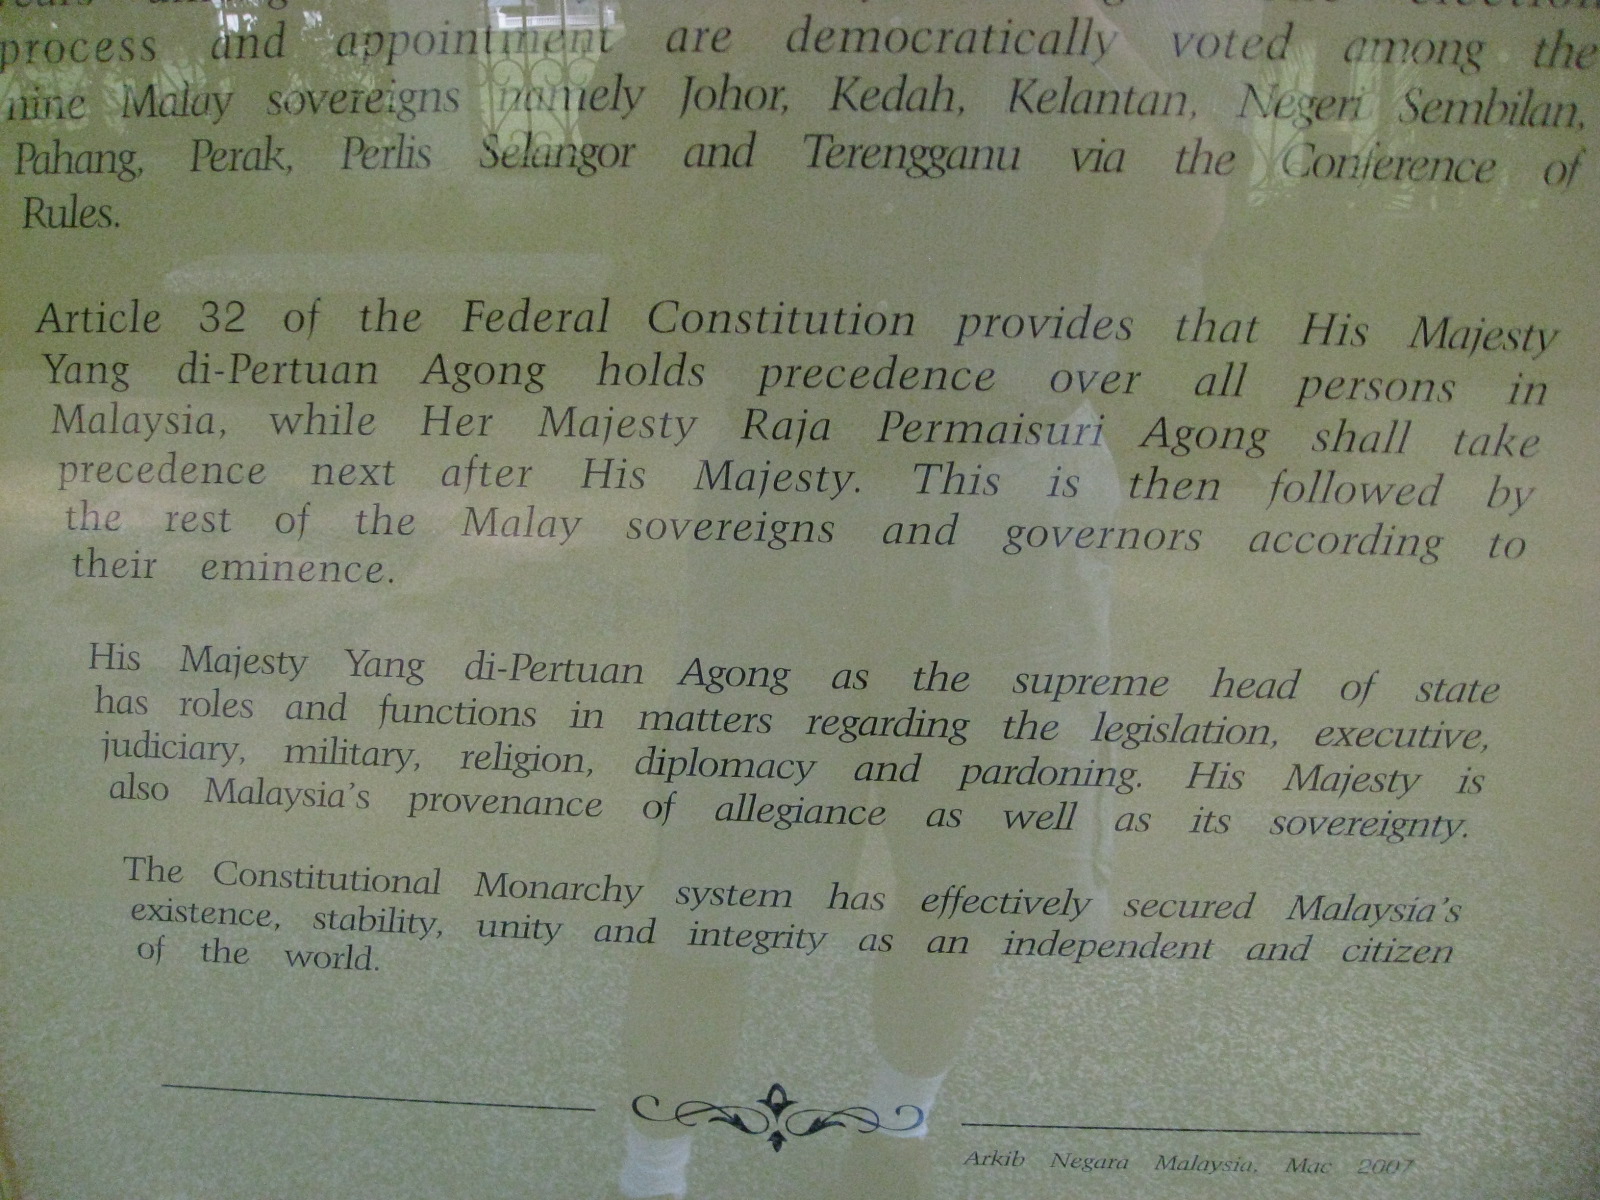 election
process and appointment are democratically voted among the
nine Malay sovereigns namely Johor, Kedah, Kelantan, Negeri Sembilan,
Pahang, Perak, Perlis Selangor and Terengganu via the Conference of
Rules.
Article 32 of the Federal Constitution provides that His Majesty
Yang di-Pertuan Agong holds precedence over all persons in
Malaysia, while Her Majesty Raja Permaisuri Agong shall take
precedence next after His Majesty. This is then followed by
the rest of the Malay sovereigns and governors according to
their eminence.
His Majesty Yang di-Pertuan Agong as the supreme head of state
has roles and functions in matters regarding the legislation, executive,
judiciary, military, religion, diplomacy and pardoning. His Majesty is
also Malaysia's provenance of allegiance as well as its sovereignty.
The Constitutional Monarchy system has effectively secured Malaysia's
existence, stability, unity and integrity as an independent and citizen
of the world.
Arkib Negara Malaysia, Mac 2007